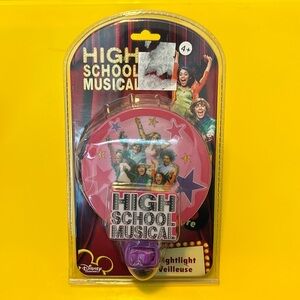 HIGH
SCHOOL
MUSICAL
4+
HIGH
SCHOOL
MUSICAL
Nightlight
Veilleuse
Disney